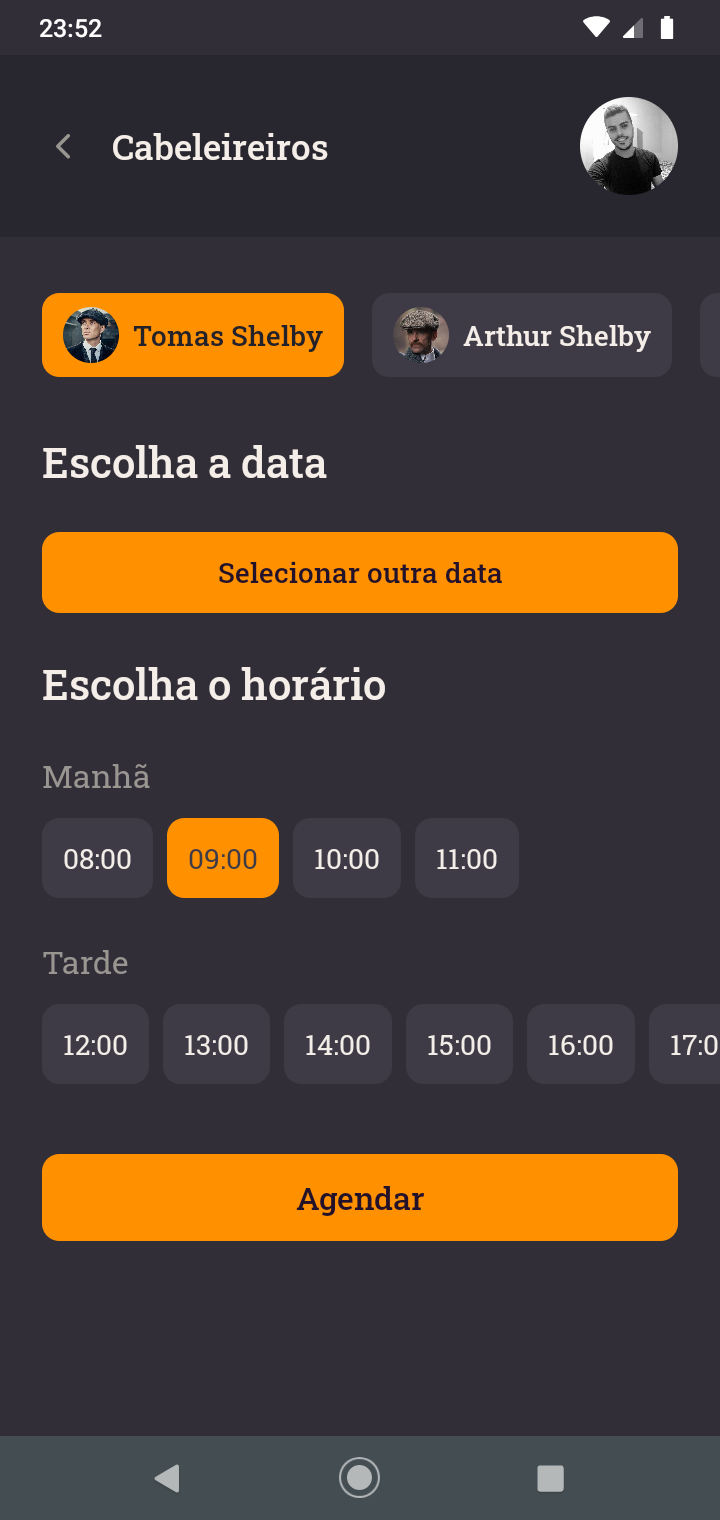 23:52
Cabeleireiros
Tomas Shelby Arthur Shelby
Escolha a data
Selecionar outra data
Escolha o horário
Manhã
08:00 09:00 10:00 11:00
Tarde
12:00 13:00 14:00 15:00 16:00 17:0
Agendar